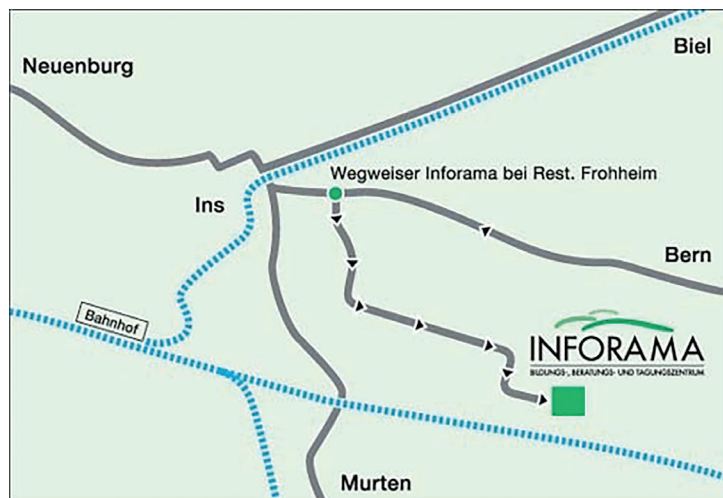 Biel
Neuenburg
Wegweiser Inforama bei Rest. Frohheim
Ins
Bern
Bahnhof
INFORAMA
BILDUNGS-, BERATUNGS- UND TAGUNGSZENTRUM
Murten